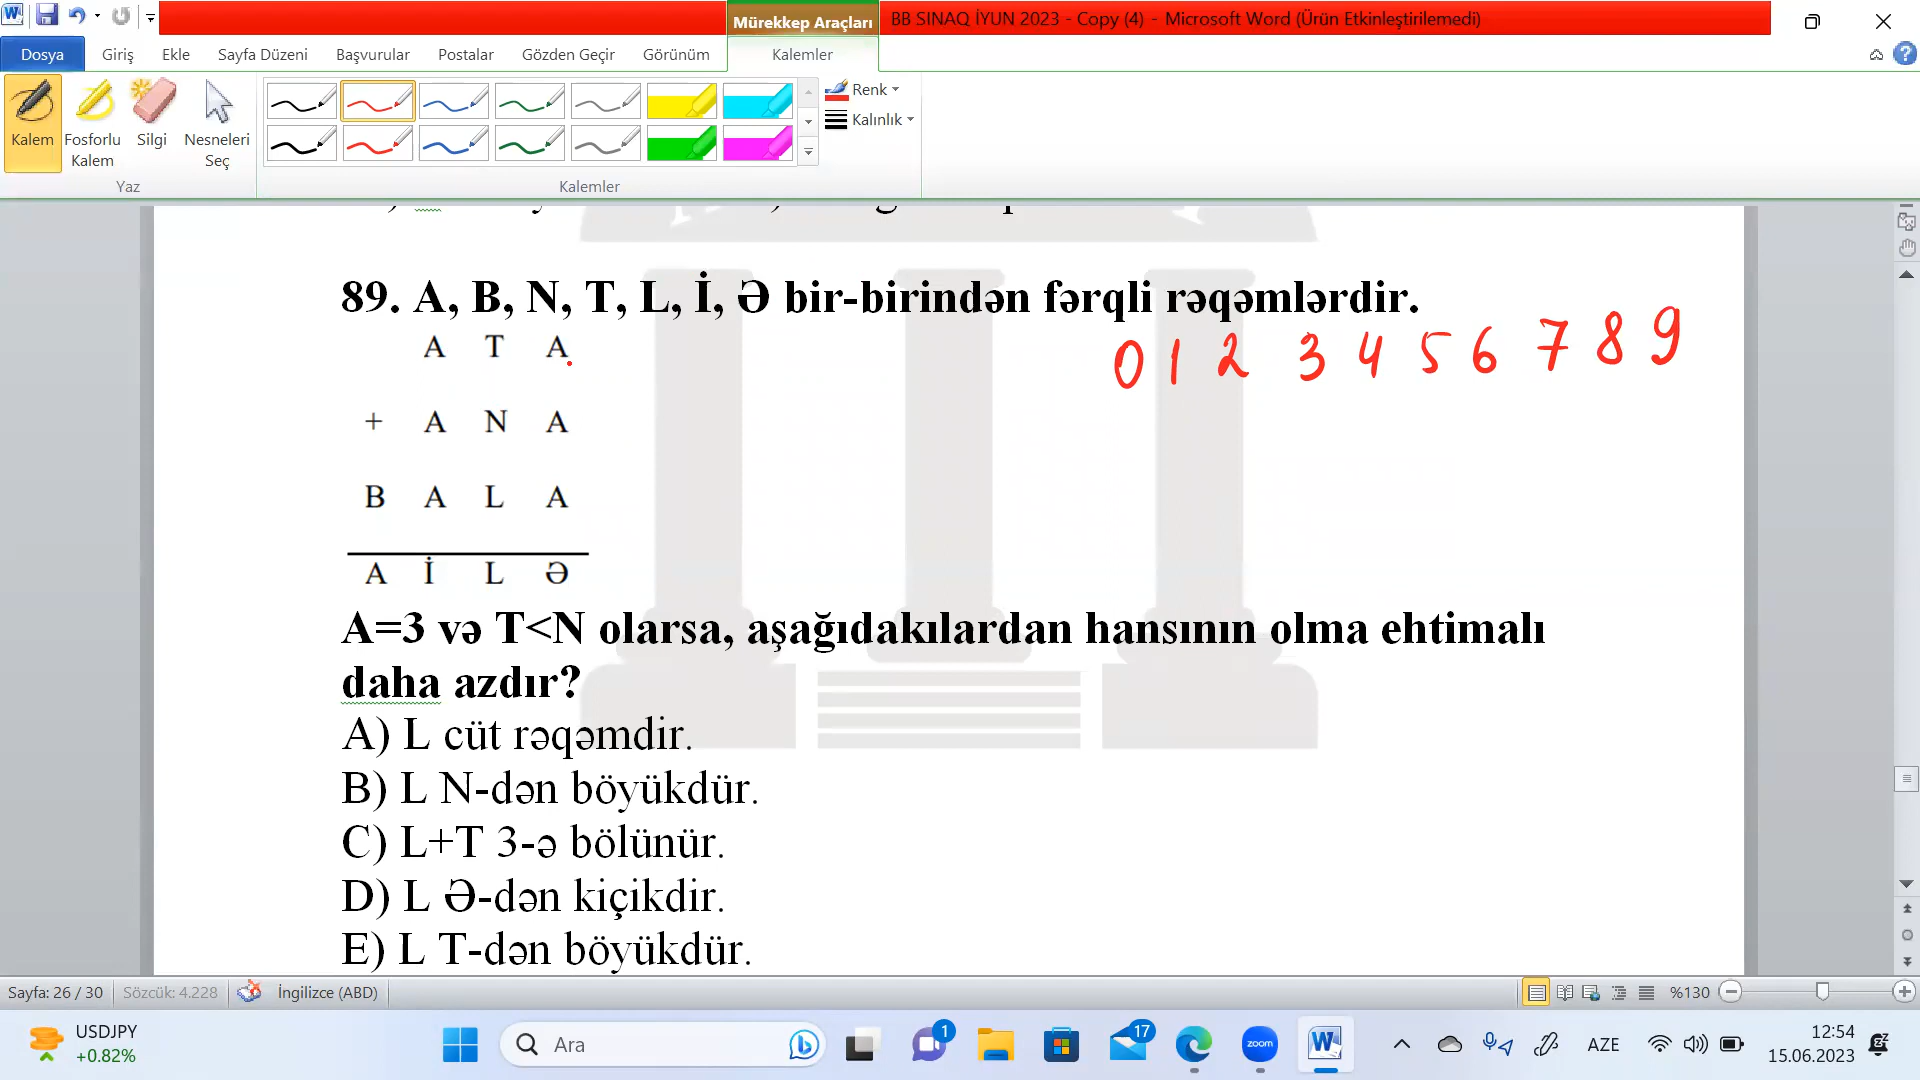 Mürekkep Araçları
BB SINAQ İYUN 2023 - Copy (4) - Microsoft Word (Ürün Etkinleştirilemedi)
Dosya Giriş Ekle Sayfa Düzeni Başvurular Postalar Gözden Geçir Görünüm Kalemler
Kalem Fosforlu Kalem Silgi Nesneleri Seç
Renk
Kalınlık
Yaz Kalemler
89. A, B, N, T, L, İ, Ə bir-birindən fərqli rəqəmlərdir.
0 1 2 3 4 5 6 7 8 9
A T A
+ A N A
B A L A
A İ L Ə
A=3 və T<N olarsa, aşağıdakılardan hansının olma ehtimalı
daha azdır?
A) L cüt rəqəmdir.
B) L N-dən böyükdür.
C) L+T 3-ə bölünür.
D) L Ə-dən kiçikdir.
E) L T-dən böyükdür.
Sayfa: 26 / 30 Sözcük: 4.228 İngilizce (ABD) %130
USDJPY
+0.82%
Ara
1
17
zoom
AZE
12:54
15.06.2023